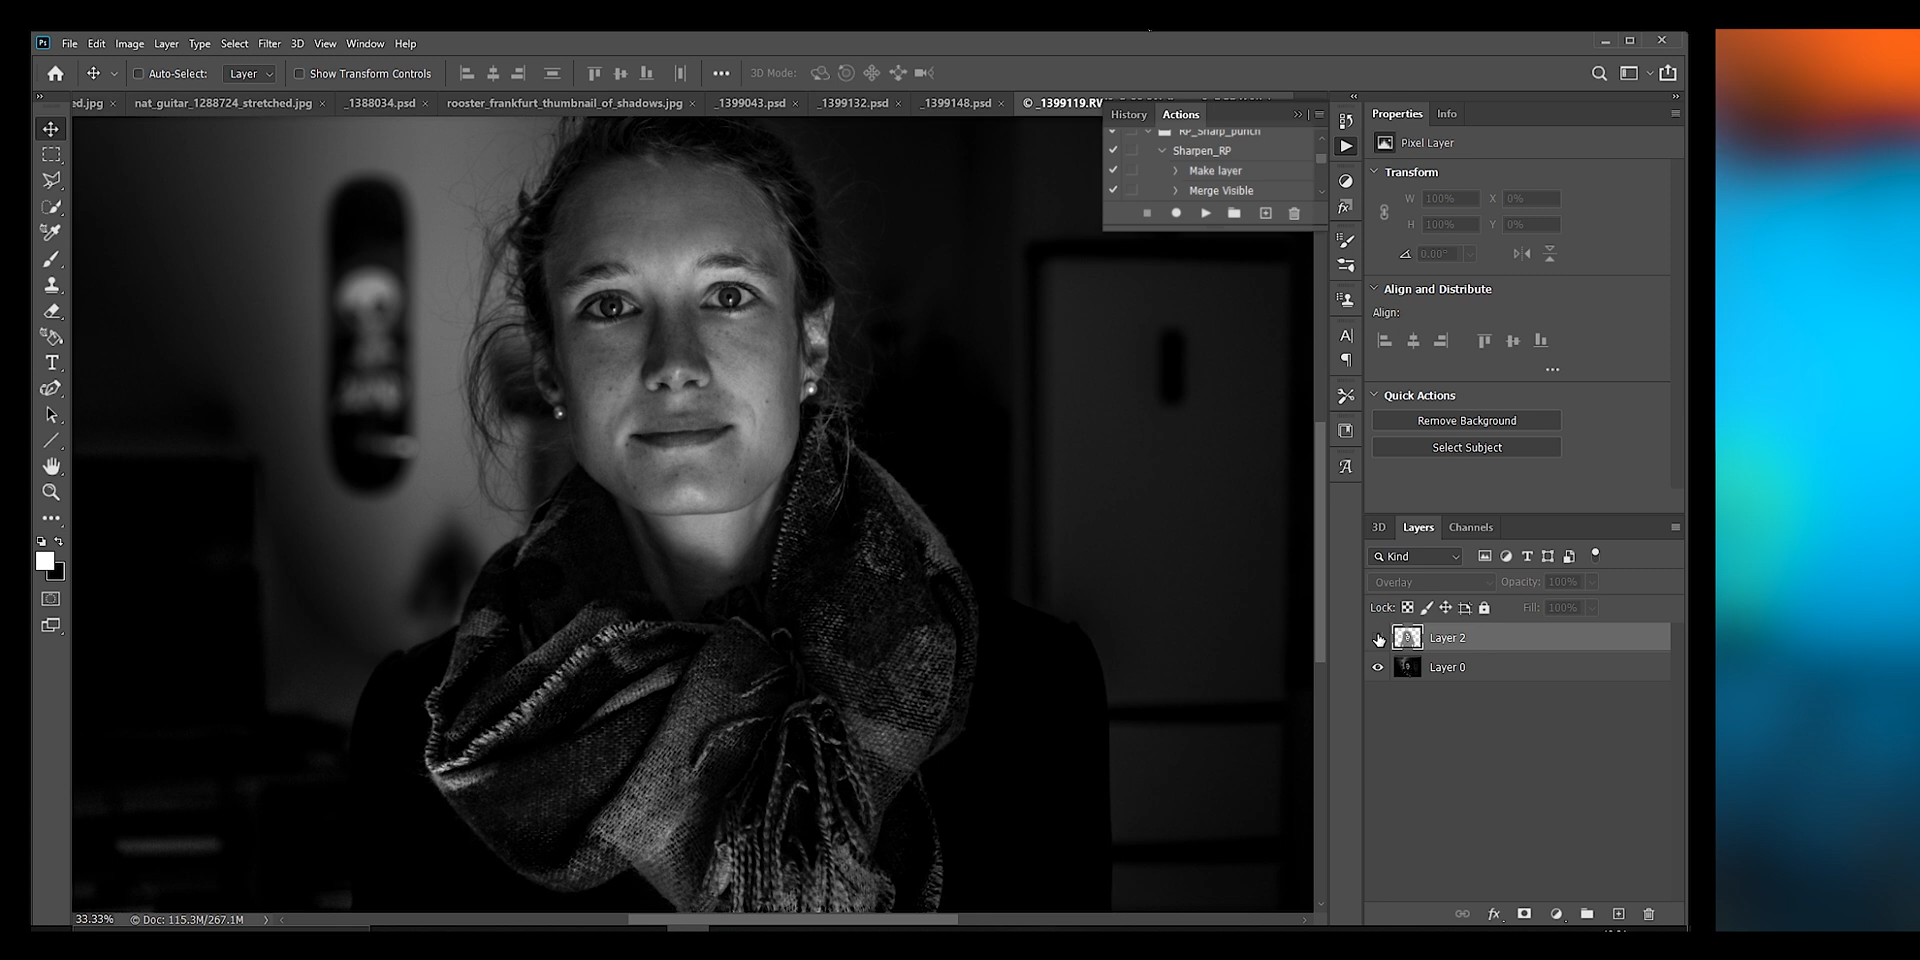 Ps File Edit Image Layer Type Select Filter 3D View Window Help
Auto-Select: Layer Show Transform Controls 3D Mode:
ed.jpg × nat_guitar_1288724_stretched.jpg × _1388034.psd × rooster_frankfurt_thumbnail_of_shadows.jpg × _1399043.psd × _1399132.psd × _1399148.psd × © _1399119.RW
History Actions
RP_Sharp_punch
Sharpen_RP
Make layer
Merge Visible
Properties Info
Pixel Layer
Transform
W 100% X 0%
H 100% Y 0%
0.00°
Align and Distribute
Align:
Quick Actions
Remove Background
Select Subject
3D Layers Channels
Kind
Overlay Opacity: 100%
Lock: Fill: 100%
Layer 2
Layer 0
33.33% © Doc: 115.3M/267.1M